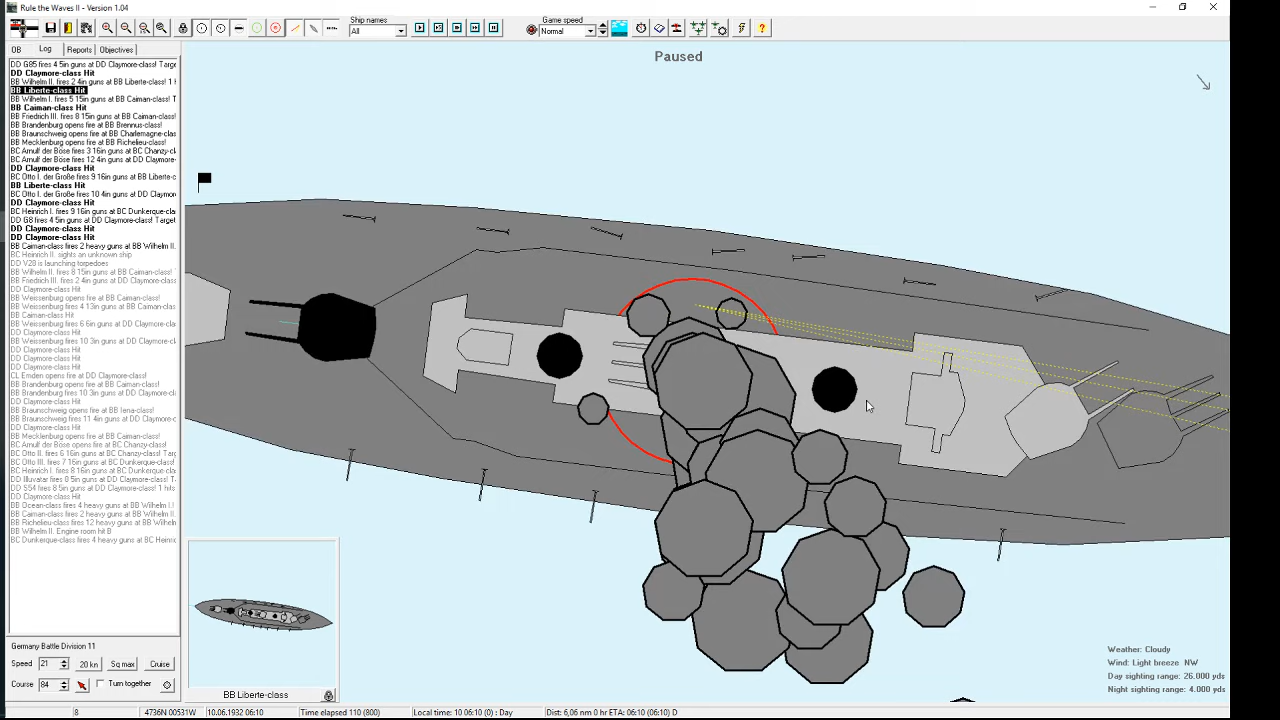 Rule the Waves II - Version 1.04
Ship names
All
Game speed
Normal
OB Log Reports Objectives
Paused
DD G85 fires 4 5in guns at DD Claymore-class! Targe
DD Claymore-class Hit
BB Wilhelm II. fires 2 4in guns at BB Liberte-class! 1 h
BB Liberte-class Hit
BB Wilhelm I. fires 5 15in guns at BB Caiman-class! T
BB Caiman-class Hit
BB Friedrich III. fires 8 15in guns at BB Caiman-class!
BB Brandenburg opens fire at BB Brennus-class!
BB Braunschweig opens fire at BB Charlemagne-class!
BB Mecklenburg opens fire at BB Richelieu-class!
BC Arnulf der Böse fires 3 16in guns at BC Chanzy-class!
BC Arnulf der Böse fires 12 4in guns at DD Claymore-
DD Claymore-class Hit
BC Otto I. der Große fires 9 16in guns at BB Liberte-
BB Liberte-class Hit
BC Otto I. der Große fires 10 4in guns at DD Claymore
DD Claymore-class Hit
BC Heinrich I. fires 9 16in guns at BC Dunkerque-cla
DD G8 fires 4 5in guns at DD Claymore-class! Target
DD Claymore-class Hit
DD Claymore-class Hit
BB Caiman-class fires 2 heavy guns at BB Wilhelm II.
BC Heinrich I. sights an unknown ship
DD V28 is launching torpedoes
BB Wilhelm II. fires 8 15in guns at BB Caiman-class!
BB Friedrich III. fires 2 4in guns at DD Claymore-class
DD Claymore-class Hit
BB Weissenburg opens fire at BB Caiman-class!
BB Weissenburg fires 4 13in guns at BB Caiman-class
BB Caiman-class Hit
BB Weissenburg fires 6 6in guns at DD Claymore-class
DD Claymore-class Hit
BB Weissenburg fires 10 3in guns at DD Claymore-cla
DD Claymore-class Hit
DD Claymore-class Hit
DD Claymore-class Hit
CL Emden opens fire at DD Claymore-class!
BB Brandenburg opens fire at DD Claymore-class!
BB Brandenburg fires 10 3in guns at DD Claymore-cla
DD Claymore-class Hit
BB Braunschweig opens fire at BB Iena-class!
BB Braunschweig fires 11 4in guns at DD Claymore-cla
DD Claymore-class Hit
BB Mecklenburg opens fire at BB Caiman-class!
BC Arnulf der Böse opens fire at BC Chanzy-class!
BC Otto II. fires 6 16in guns at BC Chanzy-class! Targ
BC Otto III. fires 7 16in guns at BC Dunkerque-class!
BC Heinrich I. fires 8 16in guns at BC Dunkerque-cla
DD Illuvatar fires 8 5in guns at DD Claymore-class! Ta
DD S54 fires 8 5in guns at DD Claymore-class! 1 hits
DD Claymore-class Hit
BB Ocean-class fires 4 heavy guns at BB Wilhelm I.!
BB Caiman-class fires 2 heavy guns at BB Wilhelm II.
BB Richelieu-class fires 12 heavy guns at BB Wilhelm
BB Wilhelm II. Engine room hit B
BC Dunkerque-class fires 4 heavy guns at BC Heinric
BB Liberte-class
Germany Battle Division 11
Speed 21 20 kn Sq max Cruise
Course 84 Turn together
Weather: Cloudy
Wind: Light breeze NW
Day sighting range: 26.000 yds
Night sighting range: 4.000 yds
8 4736N 00531W 10.06.1932 06:10 Time elapsed 110 (800) Local time: 10 06:10 (0) : Day Dist: 6,06 nm 0 hr ETA: 06:10 (06:10) D